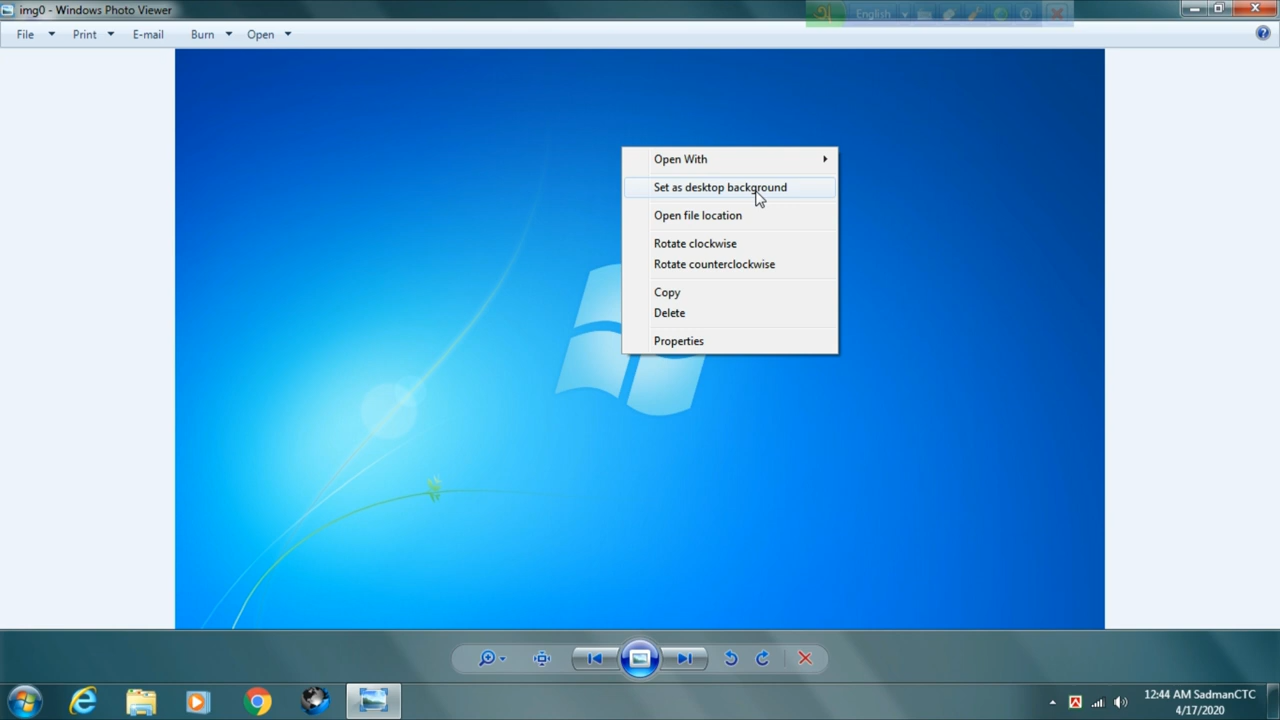 img0 - Windows Photo Viewer
অ English
File Print E-mail Burn Open
Open With
Set as desktop background
Open file location
Rotate clockwise
Rotate counterclockwise
Copy
Delete
Properties
12:44 AM SadmanCTC
4/17/2020